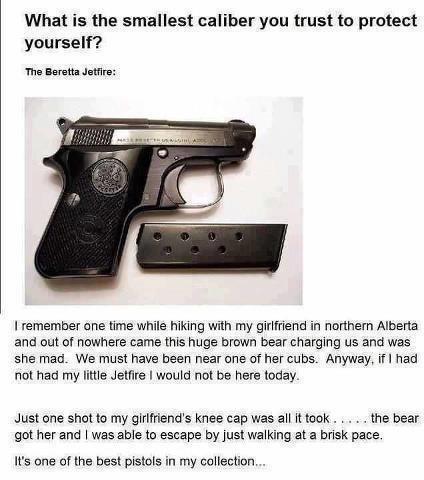 What is the smallest caliber you trust to protect
yourself?
The Beretta Jetfire:
I remember one time while hiking with my girlfriend in northern Alberta
and out of nowhere came this huge brown bear charging us and was
she mad.  We must have been near one of her cubs.  Anyway, if I had
not had my little Jetfire I would not be here today.
Just one shot to my girlfriend's knee cap was all it took . . . . . the bear
got her and I was able to escape by just walking at a brisk pace.
It's one of the best pistols in my collection...